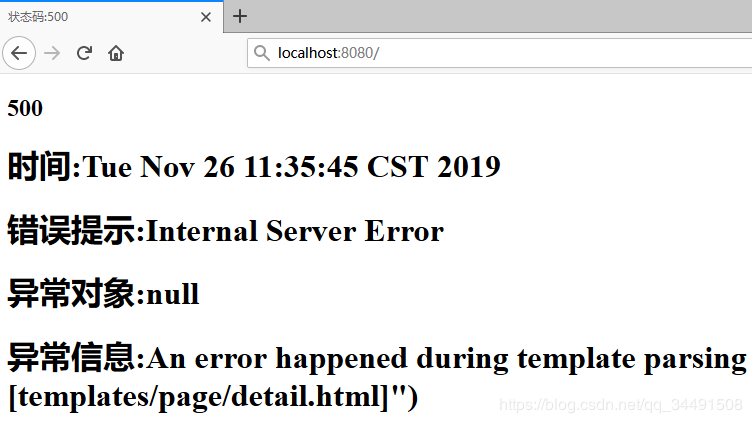 状态码:500
localhost:8080/
500
时间:Tue Nov 26 11:35:45 CST 2019
错误提示:Internal Server Error
异常对象:null
异常信息:An error happened during template parsing
[templates/page/detail.html]")
https://blog.csdn.net/qq_34491508